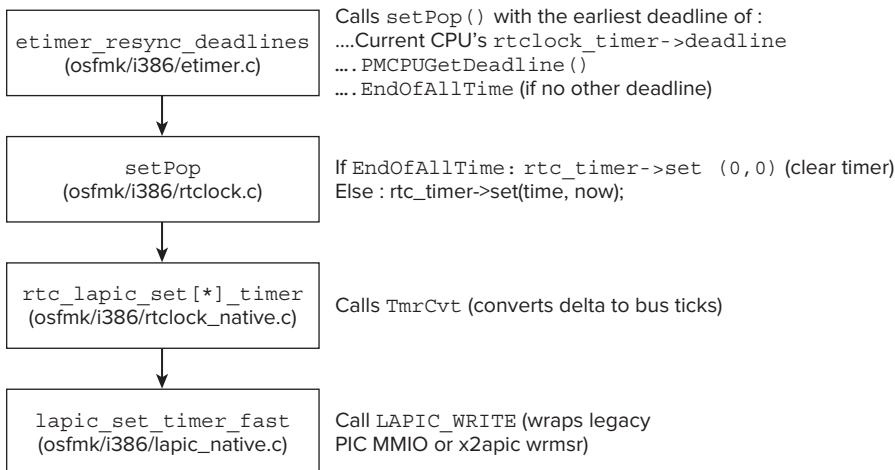 etimer_resync_deadlines
(osfmk/i386/etimer.c)
Calls setPop() with the earliest deadline of :
....Current CPU's rtclock_timer->deadline
....PMCPUGetDeadline()
....EndOfAllTime (if no other deadline)
setPop
(osfmk/i386/rtclock.c)
If EndOfAllTime: rtc_timer->set (0,0) (clear timer)
Else : rtc_timer->set(time, now);
rtc_lapic_set[*]_timer
(osfmk/i386/rtclock_native.c)
Calls TmrCvt (converts delta to bus ticks)
lapic_set_timer_fast
(osfmk/i386/lapic_native.c)
Call LAPIC_WRITE (wraps legacy
PIC MMIO or x2apic wrmsr)